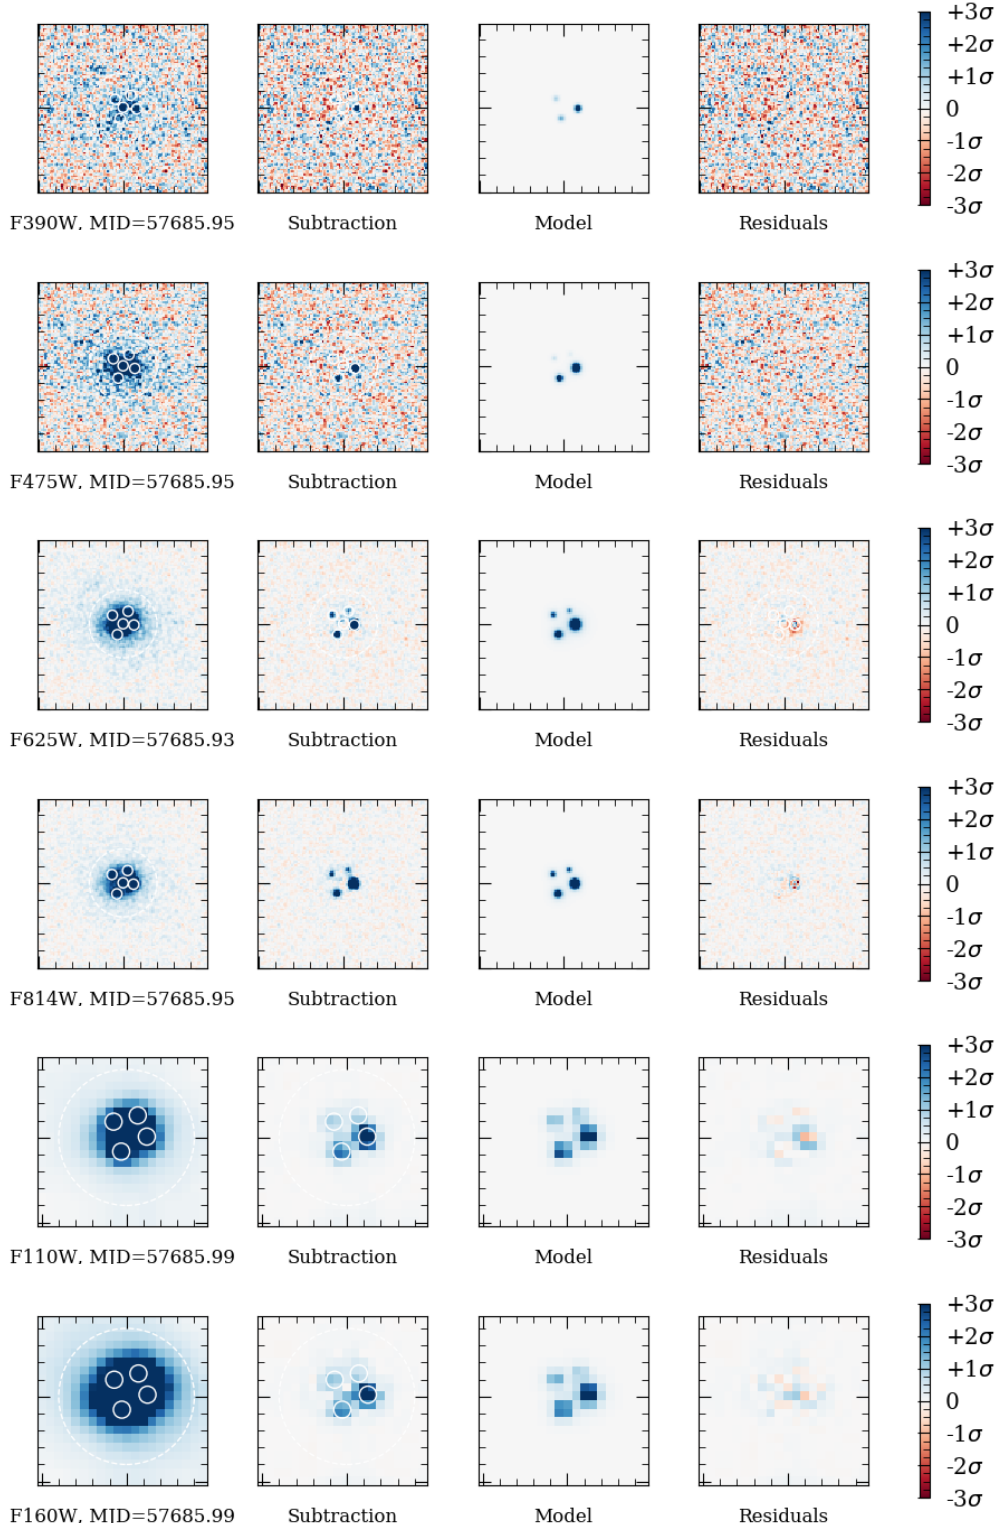 +3σ
+2σ
+1σ
0
-1σ
-2σ
-3σ
F390W, MJD=57685.95 Subtraction Model Residuals
+3σ
+2σ
+1σ
0
-1σ
-2σ
-3σ
F475W, MJD=57685.95 Subtraction Model Residuals
+3σ
+2σ
+1σ
0
-1σ
-2σ
-3σ
F625W, MJD=57685.93 Subtraction Model Residuals
+3σ
+2σ
+1σ
0
-1σ
-2σ
-3σ
F814W, MJD=57685.95 Subtraction Model Residuals
+3σ
+2σ
+1σ
0
-1σ
-2σ
-3σ
F110W, MJD=57685.99 Subtraction Model Residuals
+3σ
+2σ
+1σ
0
-1σ
-2σ
-3σ
F160W, MJD=57685.99 Subtraction Model Residuals